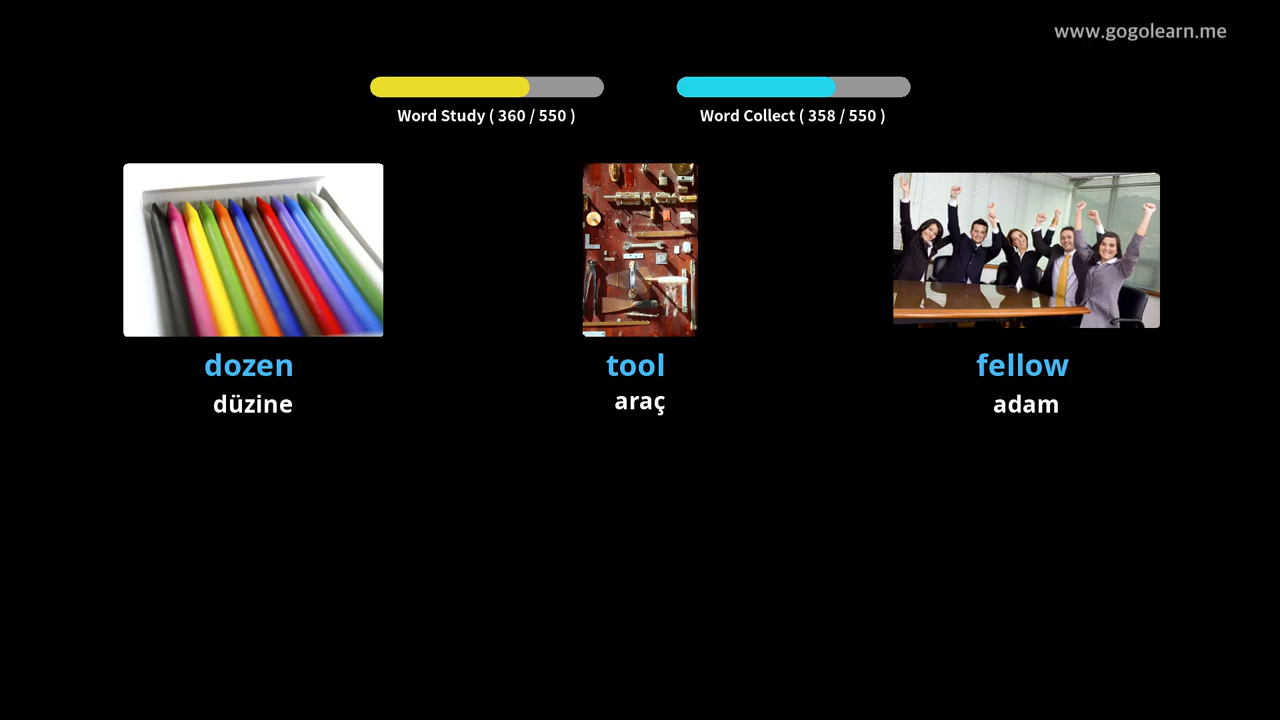 www.gogolearn.me
Word Study ( 360 / 550 )
Word Collect ( 358 / 550 )
dozen
düzine
tool
araç
fellow
adam